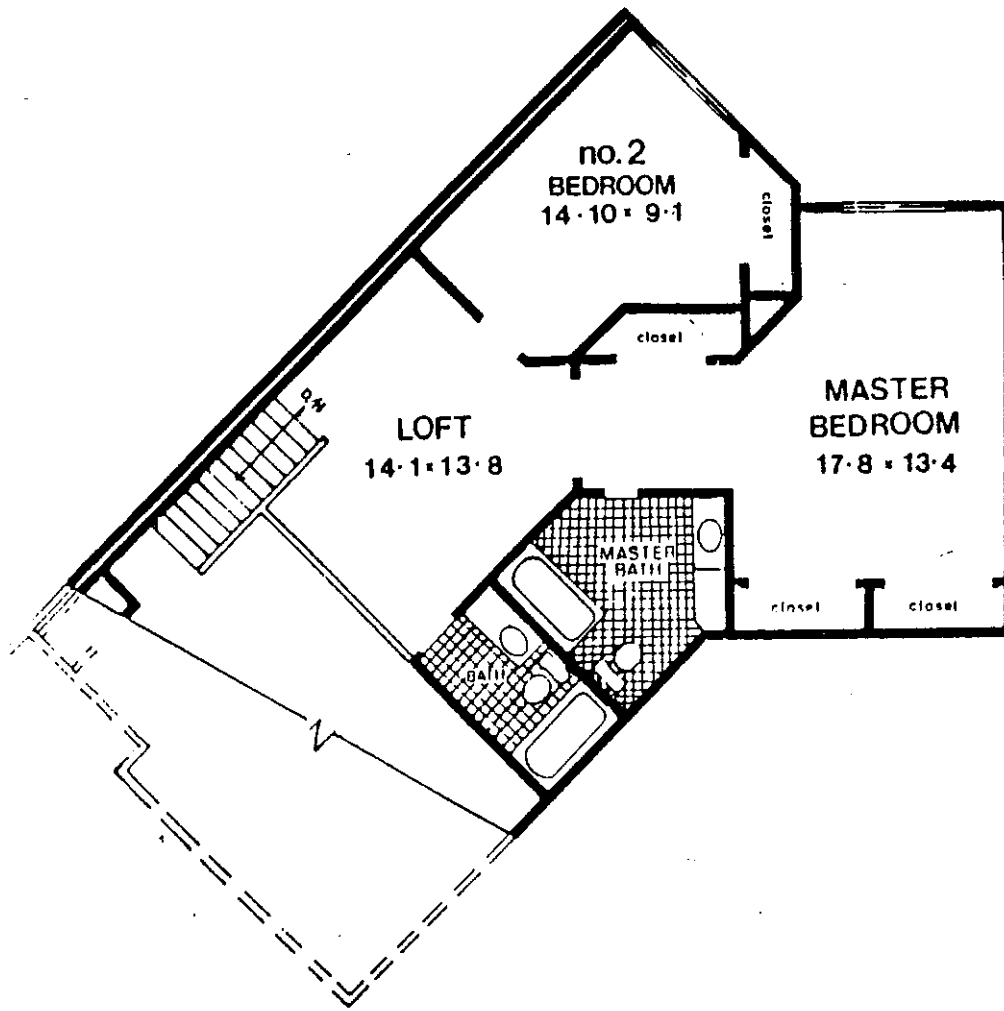 no. 2
BEDROOM
14·10 x 9·1
closet
closet
MASTER
BEDROOM
17·8 x 13·4
LOFT
14·1 x 13·8
DN
MASTER
BATH
closet
closet
BATH